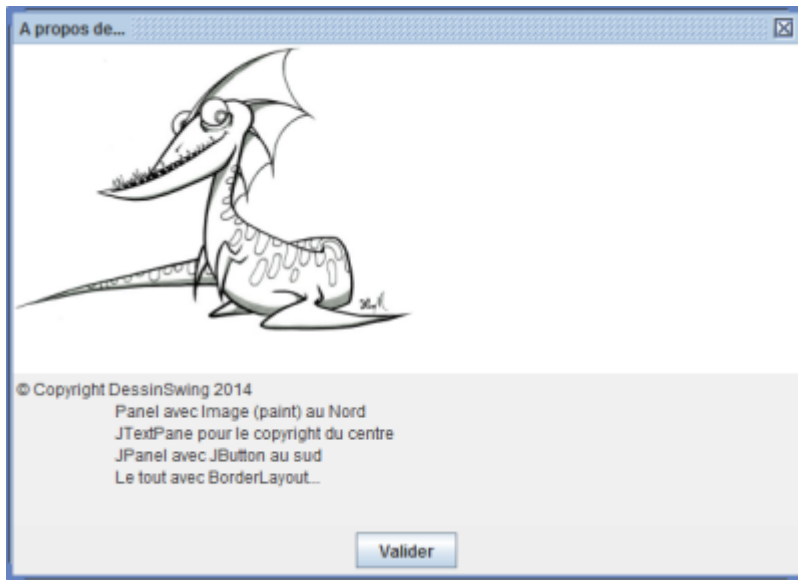 A propos de...
© Copyright DessinSwing 2014
Panel avec Image (paint) au Nord
JTextPane pour le copyright du centre
JPanel avec JButton au sud
Le tout avec BorderLayout...
Valider